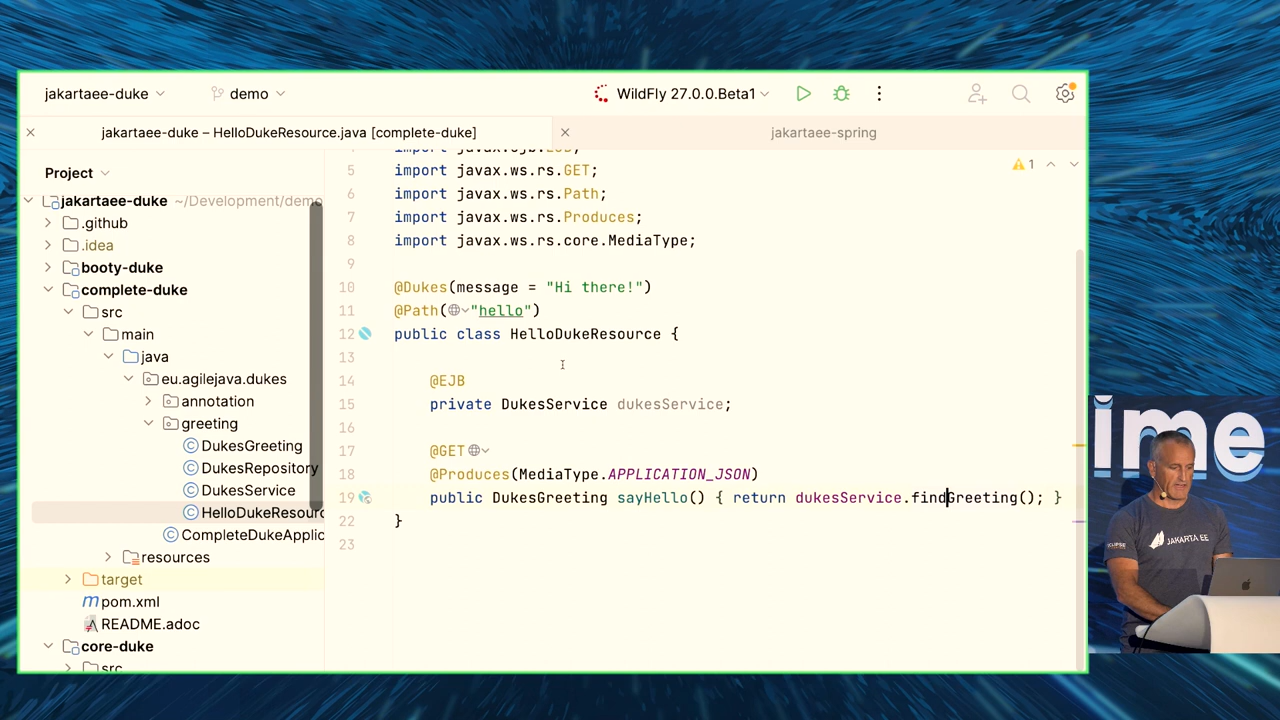 jakartaee-duke
demo
WildFly 27.0.0.Beta1
jakartaee-duke – HelloDukeResource.java [complete-duke]
jakartaee-spring
Project
jakartaee-duke ~/Development/demo
.github
.idea
booty-duke
complete-duke
src
main
java
eu.agilejava.dukes
annotation
greeting
DukesGreeting
DukesRepository
DukesService
HelloDukeResourc
CompleteDukeApplic
resources
target
pom.xml
README.adoc
core-duke
src
1
5 import javax.ws.rs.GET;
6 import javax.ws.rs.Path;
7 import javax.ws.rs.Produces;
8 import javax.ws.rs.core.MediaType;
9
10 @Dukes(message = "Hi there!")
11 @Path("hello")
12 public class HelloDukeResource {
13
14 @EJB
15 private DukesService dukesService;
16
17 @GET
18 @Produces(MediaType.APPLICATION_JSON)
19 public DukesGreeting sayHello() { return dukesService.findGreeting(); }
22 }
23
ime
JAKARTA EE